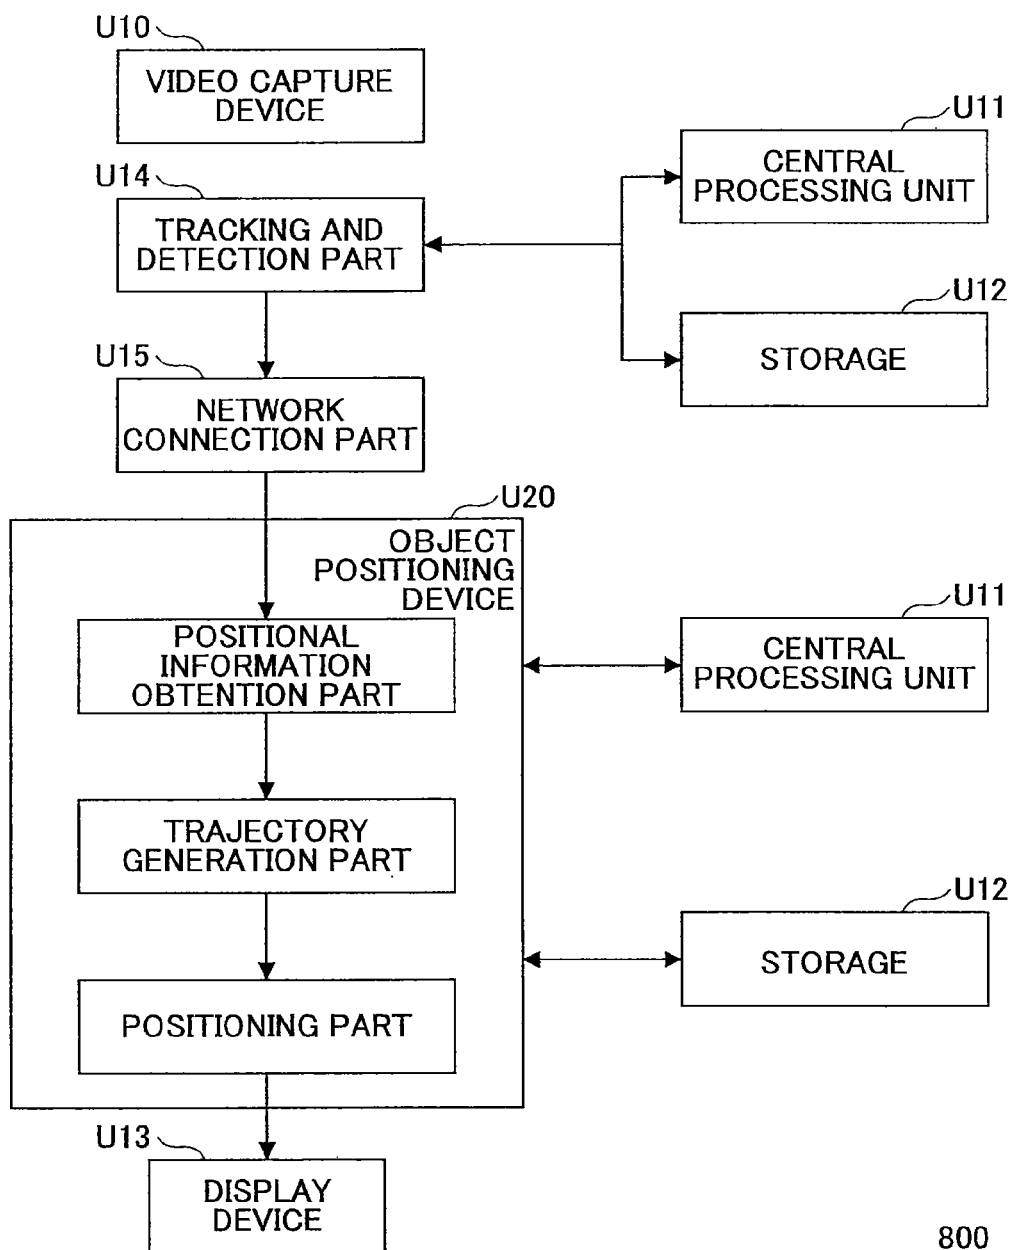 U10
VIDEO CAPTURE
DEVICE
U11
CENTRAL
PROCESSING UNIT
U14
TRACKING AND
DETECTION PART
U12
STORAGE
U15
NETWORK
CONNECTION PART
U20
OBJECT
POSITIONING
DEVICE
POSITIONAL
INFORMATION
OBTENTION PART
U11
CENTRAL
PROCESSING UNIT
TRAJECTORY
GENERATION PART
U12
STORAGE
POSITIONING PART
U13
DISPLAY
DEVICE
800